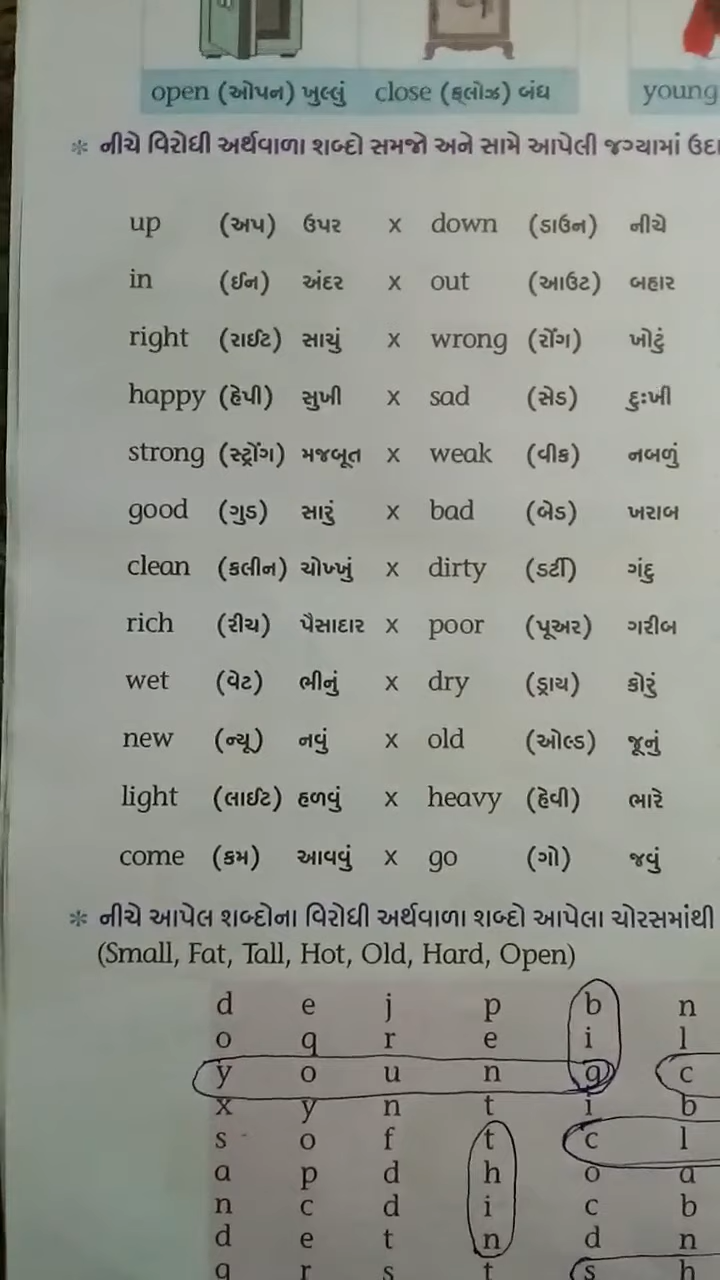 open (ઓપન) ખુલ્લું close (ક્લોઝ) બંધ young
* નીચે વિરોધી અર્થવાળા શબ્દો સમજો અને સામે આપેલી જગ્યામાં
up (અપ) ઉપર x down (ડાઉન) નીચે
in (ઈન) અંદર x out (આઉટ) બહાર
right (રાઈટ) સાચું x wrong (રોંગ) ખોટું
happy (હેપી) સુખી x sad (સેડ) દુઃખી
strong (સ્ટ્રોંગ) મજબૂત x weak (વીક) નબળું
good (ગુડ) સારું x bad (બેડ) ખરાબ
clean (કલીન) ચોખ્ખું x dirty (ડર્ટી) ગંદુ
rich (રીચ) પૈસાદાર x poor (પૂઅર) ગરીબ
wet (વેટ) ભીનું x dry (ડ્રાય) કોરું
new (ન્યૂ) નવું x old (ઓલ્ડ) જૂનું
light (લાઈટ) હળવું x heavy (હેવી) ભારે
come (કમ) આવવું x go (ગો) જવું
* નીચે આપેલ શબ્દોના વિરોધી અર્થવાળા શબ્દો આપેલા ચોરસમાંથી
(Small, Fat, Tall, Hot, Old, Hard, Open)
d e j p b n
o q r e i l
y o u n g c
x y n t i b
s o f t c l
a p d h o a
n c d i c b
d e t n d n
q r s t s h